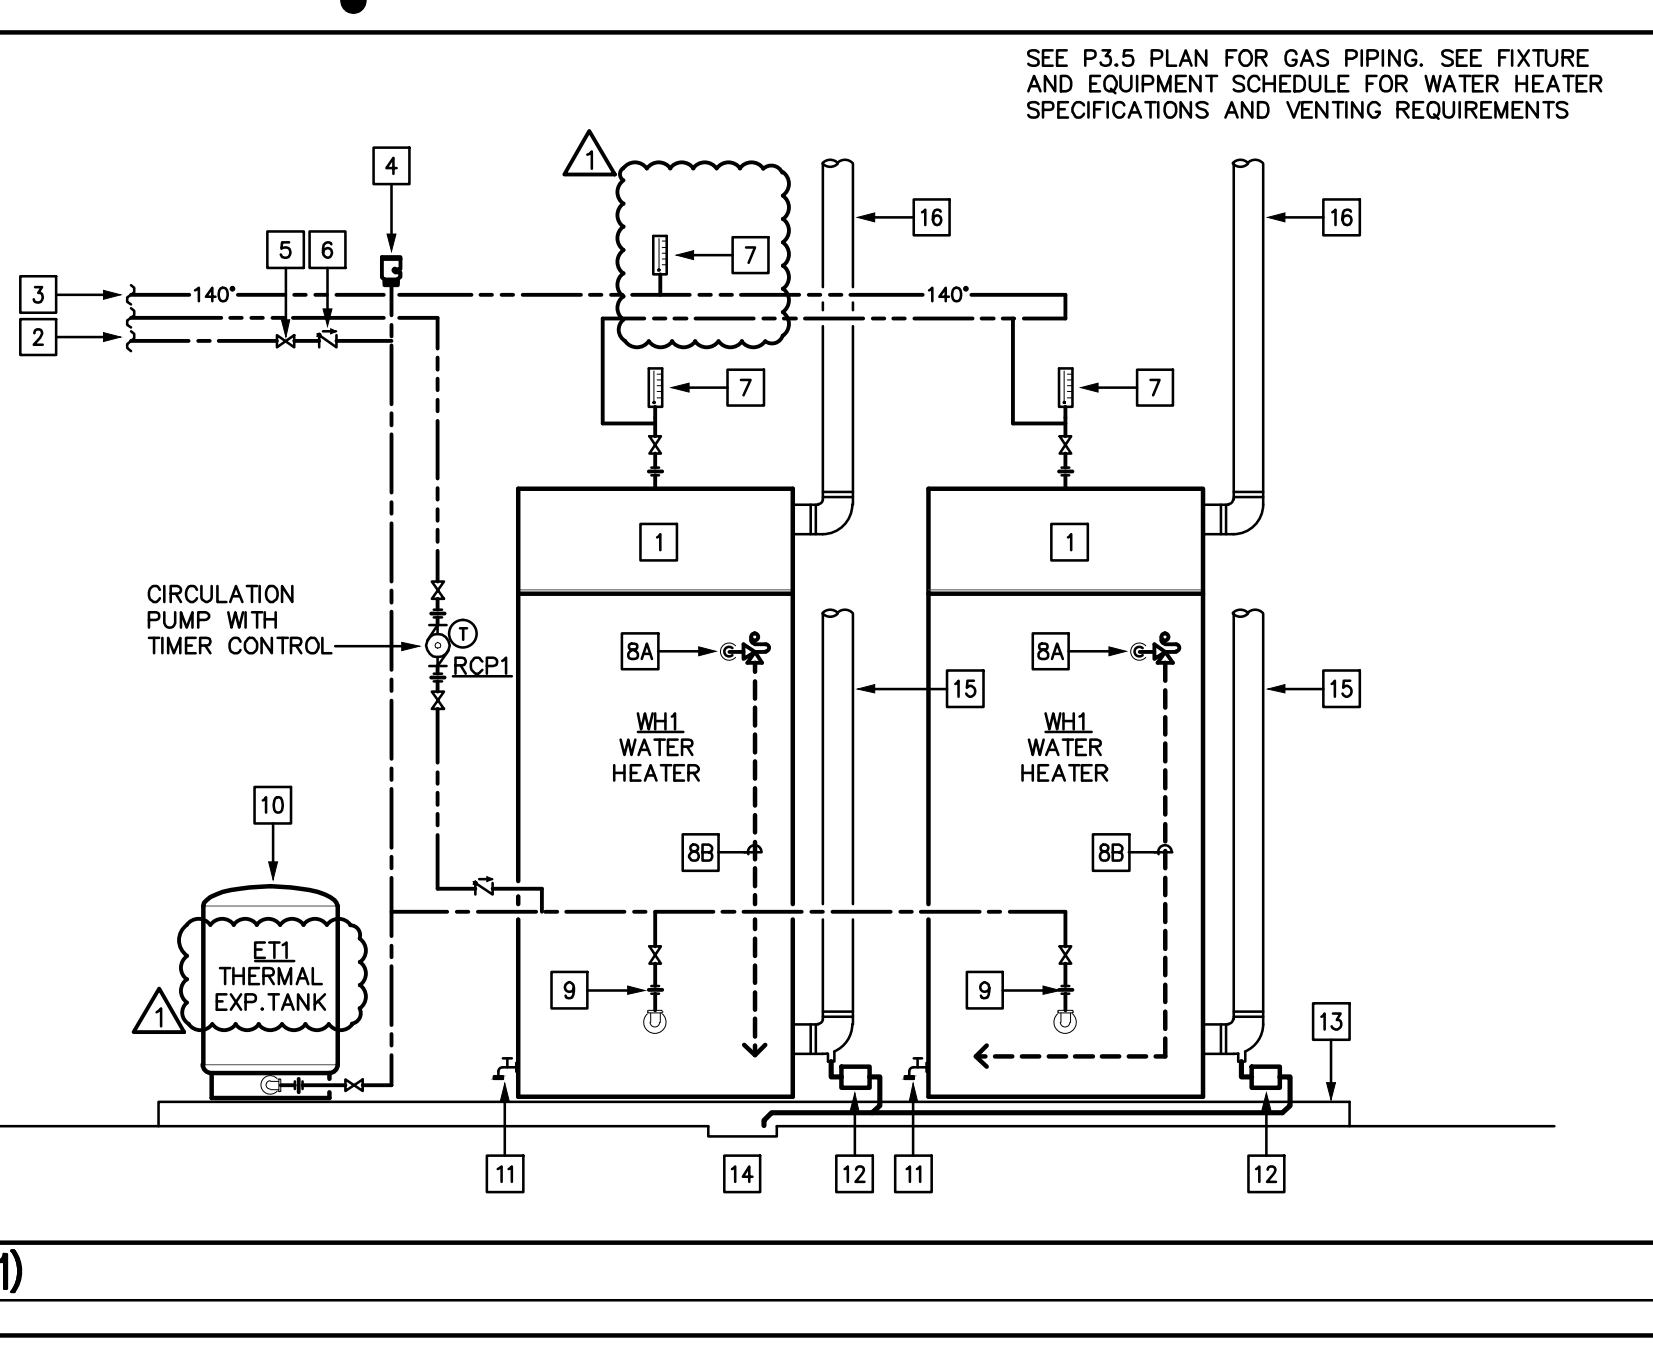 SEE P3.5 PLAN FOR GAS PIPING. SEE FIXTURE
AND EQUIPMENT SCHEDULE FOR WATER HEATER
SPECIFICATIONS AND VENTING REQUIREMENTS
1
4
16
16
5
6
7
3
140°
140°
2
7
7
1
1
CIRCULATION
PUMP WITH
TIMER CONTROL
T
RCP1
8A
8A
15
15
WH1
WATER
HEATER
WH1
WATER
HEATER
10
8B
8B
ET1
THERMAL
EXP.TANK
1
9
9
13
11
14
12
11
12
1)